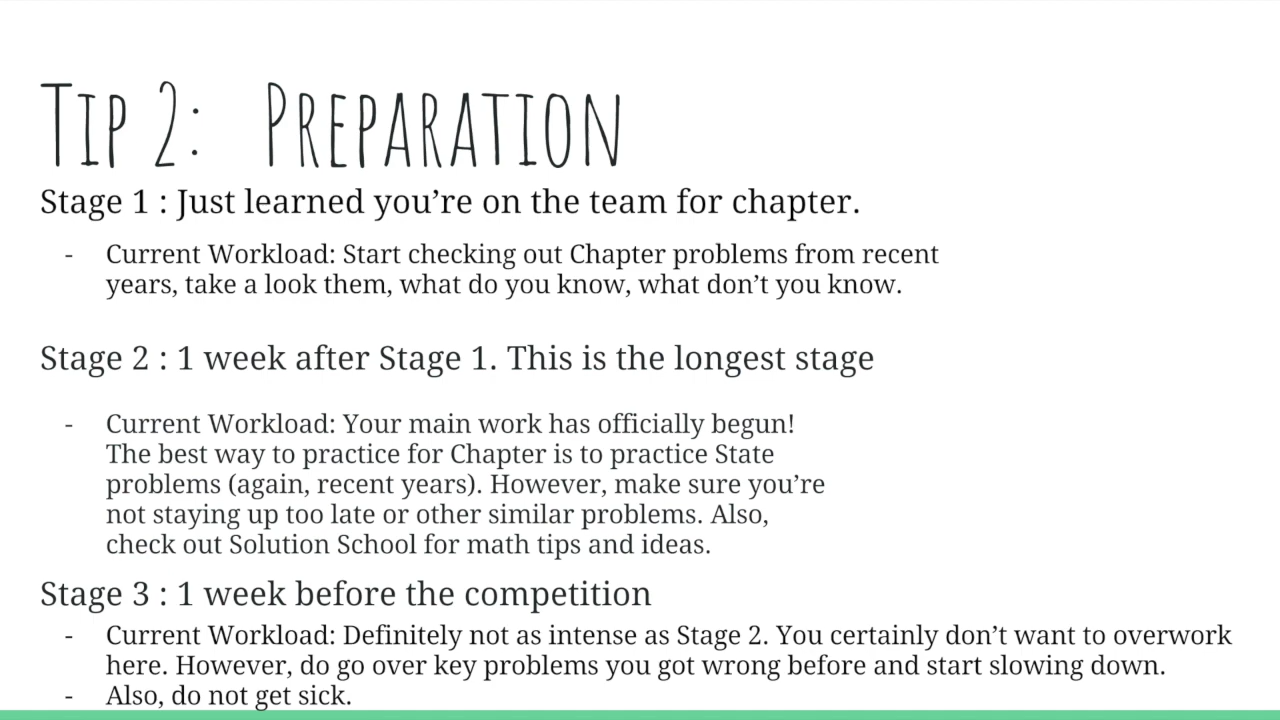 Tip 2: Preparation
Stage 1 : Just learned you're on the team for chapter.
- Current Workload: Start checking out Chapter problems from recent
years, take a look them, what do you know, what don't you know.
Stage 2 : 1 week after Stage 1. This is the longest stage
- Current Workload: Your main work has officially begun!
The best way to practice for Chapter is to practice State
problems (again, recent years). However, make sure you're
not staying up too late or other similar problems. Also,
check out Solution School for math tips and ideas.
Stage 3 : 1 week before the competition
- Current Workload: Definitely not as intense as Stage 2. You certainly don't want to overwork
here. However, do go over key problems you got wrong before and start slowing down.
- Also, do not get sick.